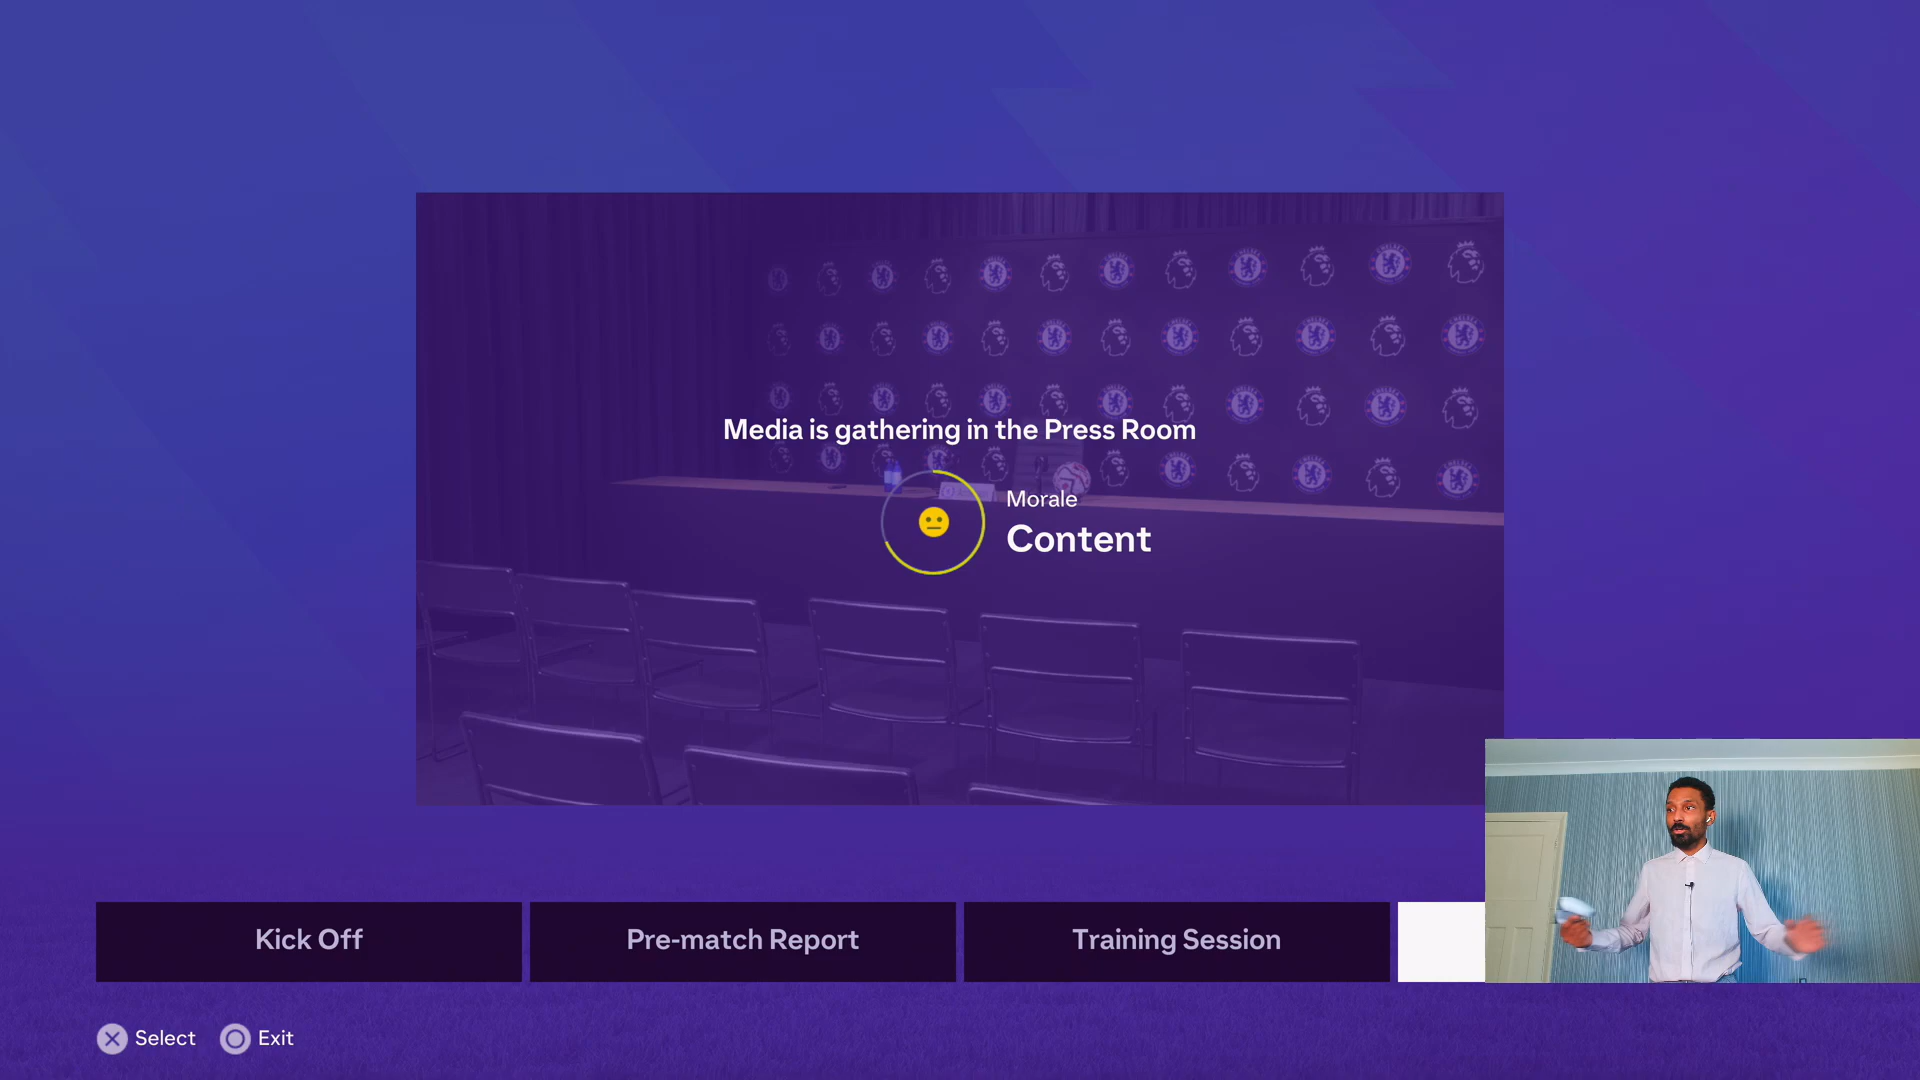 Media is gathering in the Press Room
Morale
Content
Kick Off
Pre-match Report
Training Session
Select
Exit